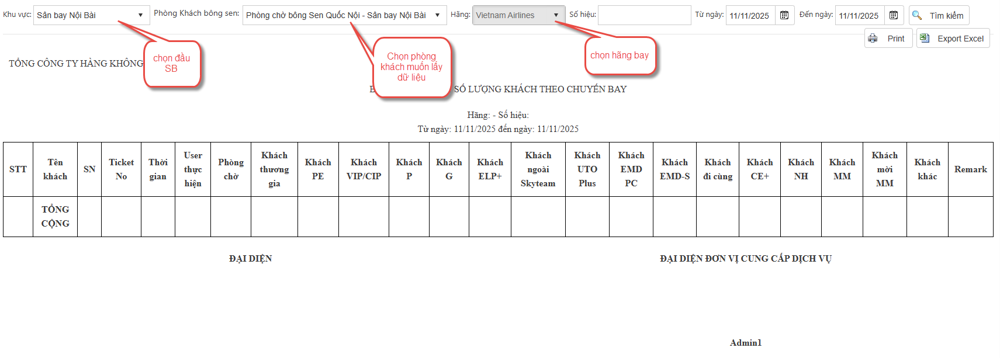 Khu vực: Sân bay Nội Bài Phòng Khách bông sen: Phòng chờ bông Sen Quốc Nội - Sân bay Nội Bài Hãng: Vietnam Airlines Số hiệu: Từ ngày: 11/11/2025 Đến ngày: 11/11/2025 Tìm kiếm
Print Export Excel
chọn đầu
SB
Chọn phòng
khách muốn lấy
dữ liệu
chọn hãng bay
TỔNG CÔNG TY HÀNG KHÔNG
SỐ LƯỢNG KHÁCH THEO CHUYẾN BAY
Hãng: - Số hiệu:
Từ ngày: 11/11/2025 đến ngày: 11/11/2025
STT
Tên
khách
SN
Ticket
No
Thời
gian
User
thực
hiện
Phòng
chờ
Khách
thương
gia
Khách
PE
Khách
VIP/CIP
Khách
P
Khách
G
Khách
ELP+
Khách
ngoài
Skyteam
Khách
UTO
Plus
Khách
EMD
PC
Khách
EMD-S
Khách
đi cùng
Khách
CE+
Khách
NH
Khách
MM
Khách
mời
MM
Khách
khác
Remark
TỔNG
CỘNG
ĐẠI DIỆN
ĐẠI DIỆN ĐƠN VỊ CUNG CẤP DỊCH VỤ
Admin1